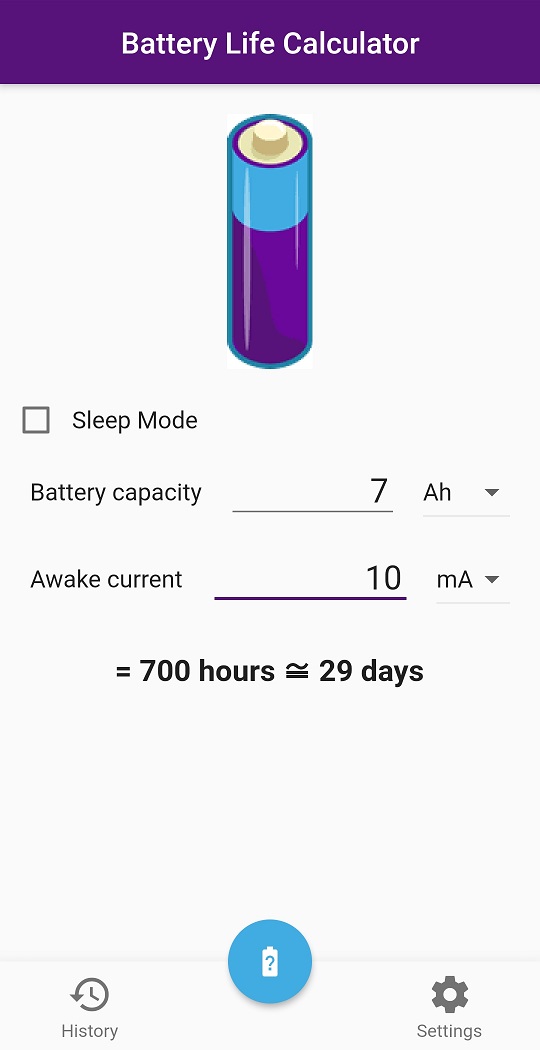 Battery Life Calculator
Sleep Mode
Battery capacity 7 Ah
Awake current 10 mA
= 700 hours ≅ 29 days
?
History Settings